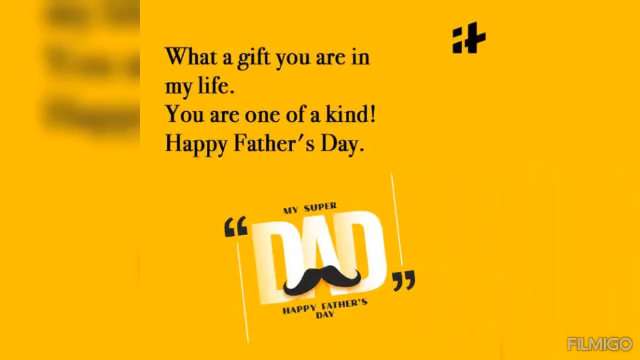 What a gift you are in
my life.
You are one of a kind!
Happy Father's Day.
MY SUPER
DAD
HAPPY FATHER'S
DAY
FILMIGO